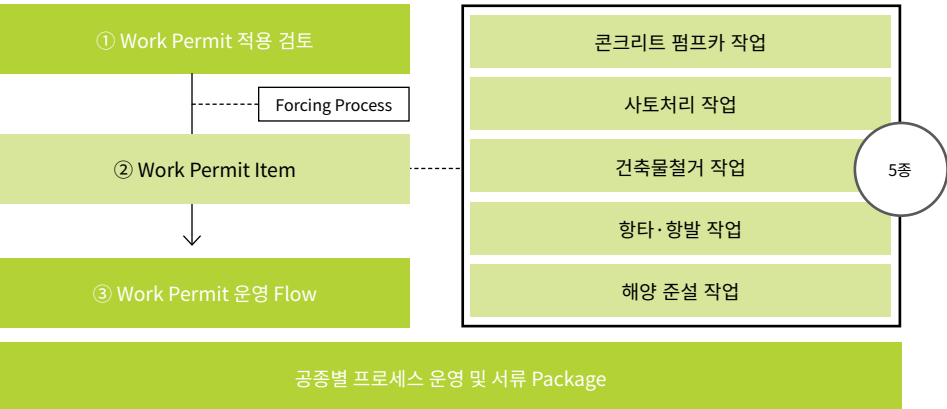 ① Work Permit 적용 검토
Forcing Process
② Work Permit Item
③ Work Permit 운영 Flow
콘크리트 펌프카 작업
사토처리 작업
건축물철거 작업
항타·항발 작업
해양 준설 작업
5종
공종별 프로세스 운영 및 서류 Package